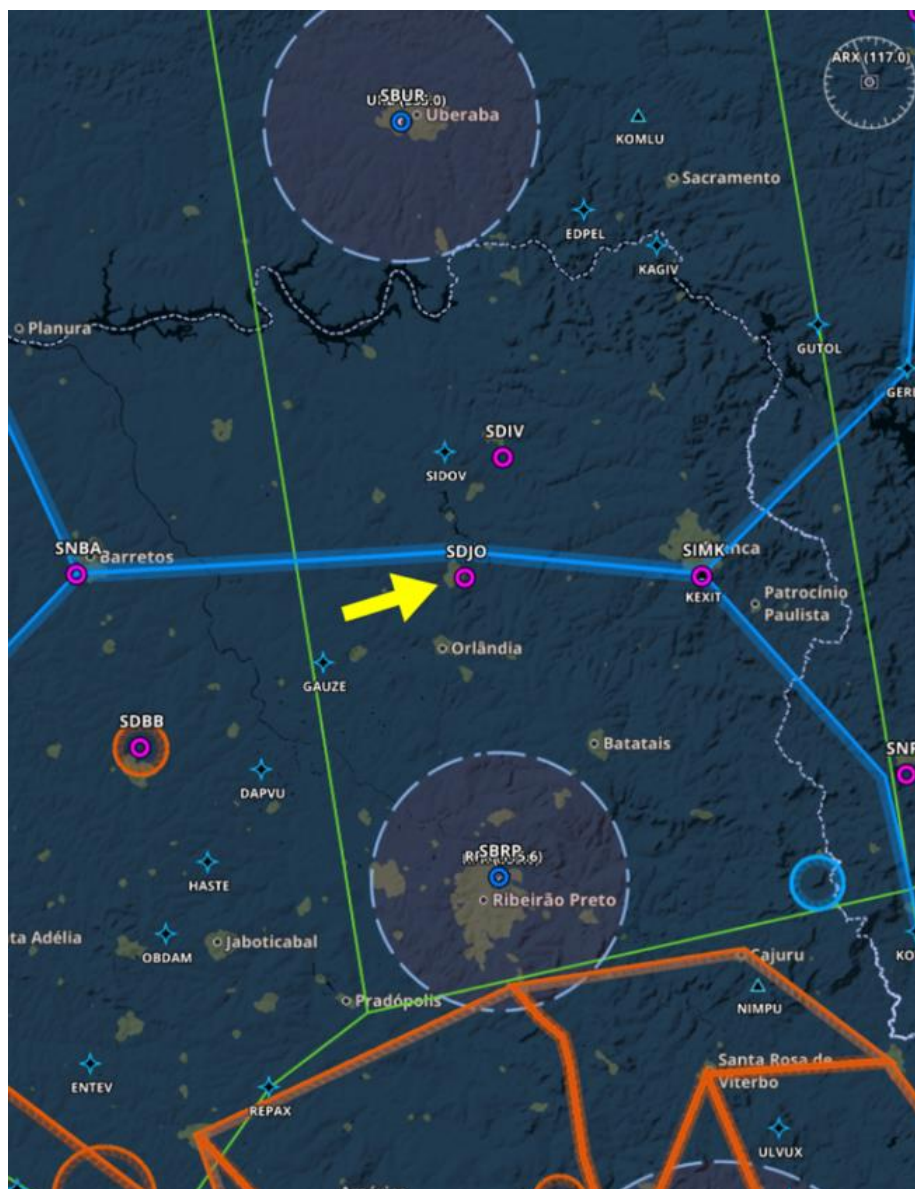 ARX (117.0)
SBUR
Uberaba
KOMLU
Sacramento
EDPEL
KAGIV
Planura
GUTOL
SDIV
SIDOV
SNBA
Barretos
SDJO
SIMK
KEXIT
Patrocínio
Paulista
Orlândia
GAUZE
SDBB
Batatais
DAPVU
SBRP
HASTE
Ribeirão Preto
ta Adélia
OBDAM
Jaboticabal
Cajuru
NIMPU
Pradópolis
ENTEV
Santa Rosa de
Viterbo
REPAX
ULVUX